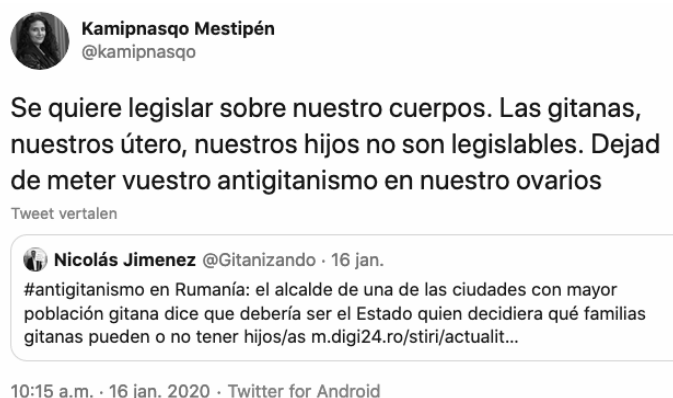 Kamipnasqo Mestipén
@kamipnasqo
Se quiere legislar sobre nuestro cuerpos. Las gitanas,
nuestros útero, nuestros hijos no son legislables. Dejad
de meter vuestro antigitanismo en nuestro ovarios
Tweet vertalen
Nicolás Jimenez @Gitanizando · 16 jan.
#antigitanismo en Rumanía: el alcalde de una de las ciudades con mayor
población gitana dice que debería ser el Estado quien decidiera qué familias
gitanas pueden o no tener hijos/as m.digi24.ro/stiri/actualit...
10:15 a.m. · 16 jan. 2020 · Twitter for Android